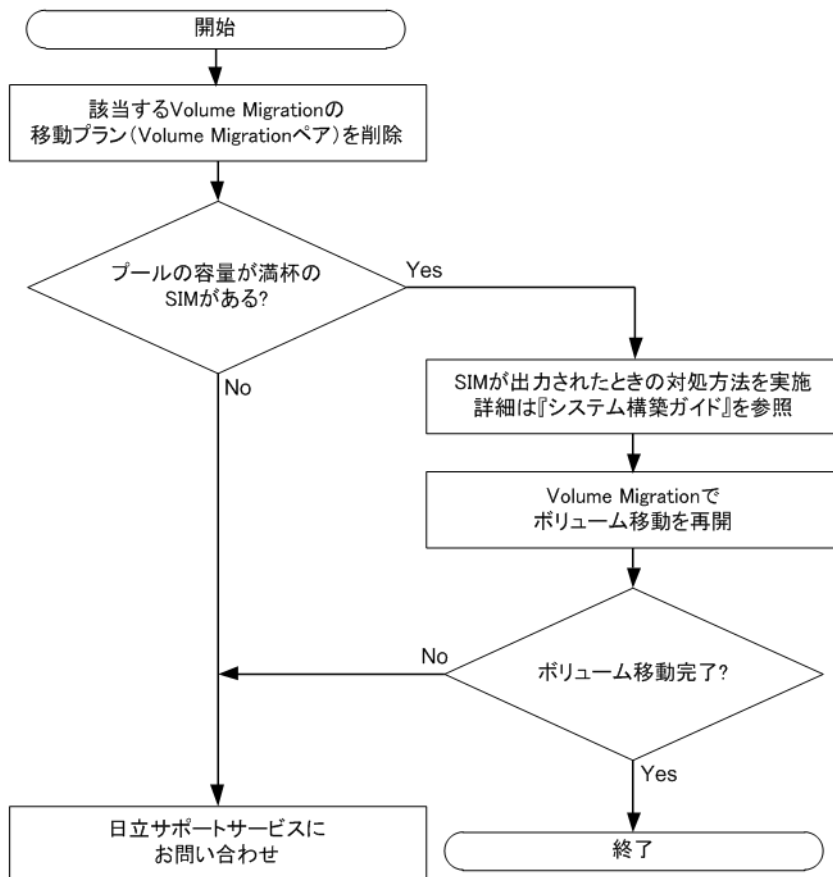 開始
該当するVolume Migrationの
移動プラン（Volume Migrationペア）を削除
プールの容量が満杯の
SIMがある?
Yes
No
SIMが出力されたときの対処方法を実施
詳細は『システム構築ガイド』を参照
Volume Migrationで
ボリューム移動を再開
ボリューム移動完了?
No
Yes
日立サポートサービスに
お問い合わせ
終了